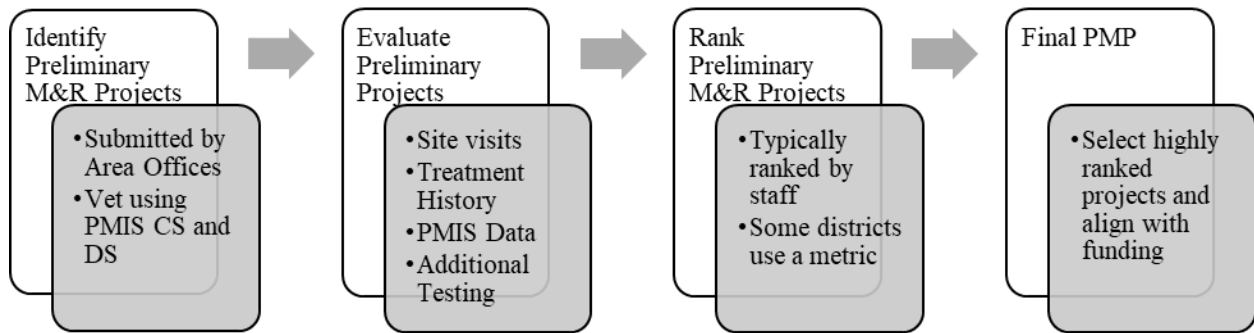 Identify
Preliminary
M&R Projects
•Submitted by
Area Offices
•Vet using
PMIS CS and
DS
Evaluate
Preliminary
Projects
•Site visits
•Treatment
History
•PMIS Data
•Additional
Testing
Rank
Preliminary
M&R Projects
•Typically
ranked by
staff
•Some districts
use a metric
Final PMP
•Select highly
ranked
projects and
align with
funding